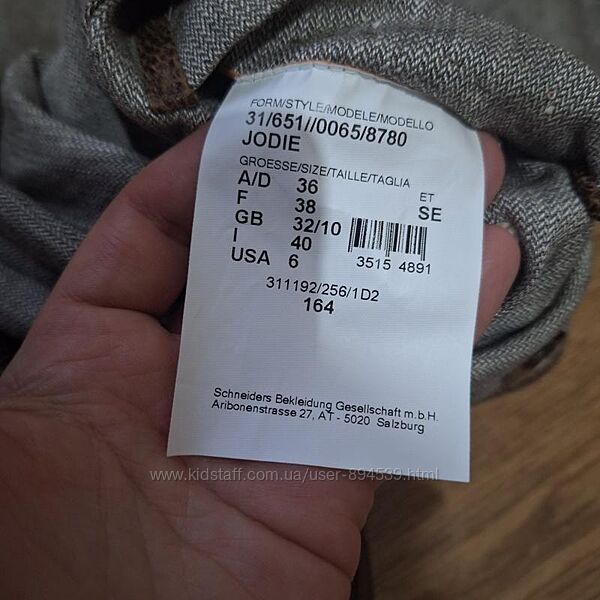 FORM/STYLE/MODELE/MODELLO
31/651//0065/8780
JODIE
GROESSE/SIZE/TAILLE/TAGLIA
A/D 36 ET
F 38 SE
GB 32/10
I 40
USA 6 3515 4891
311192/256/1D2
164
Schneiders Bekleidung Gesellschaft m.b.H.
Aribonenstrasse 27, AT - 5020 Salzburg
www.kidstaff.com.ua/user-894539.html